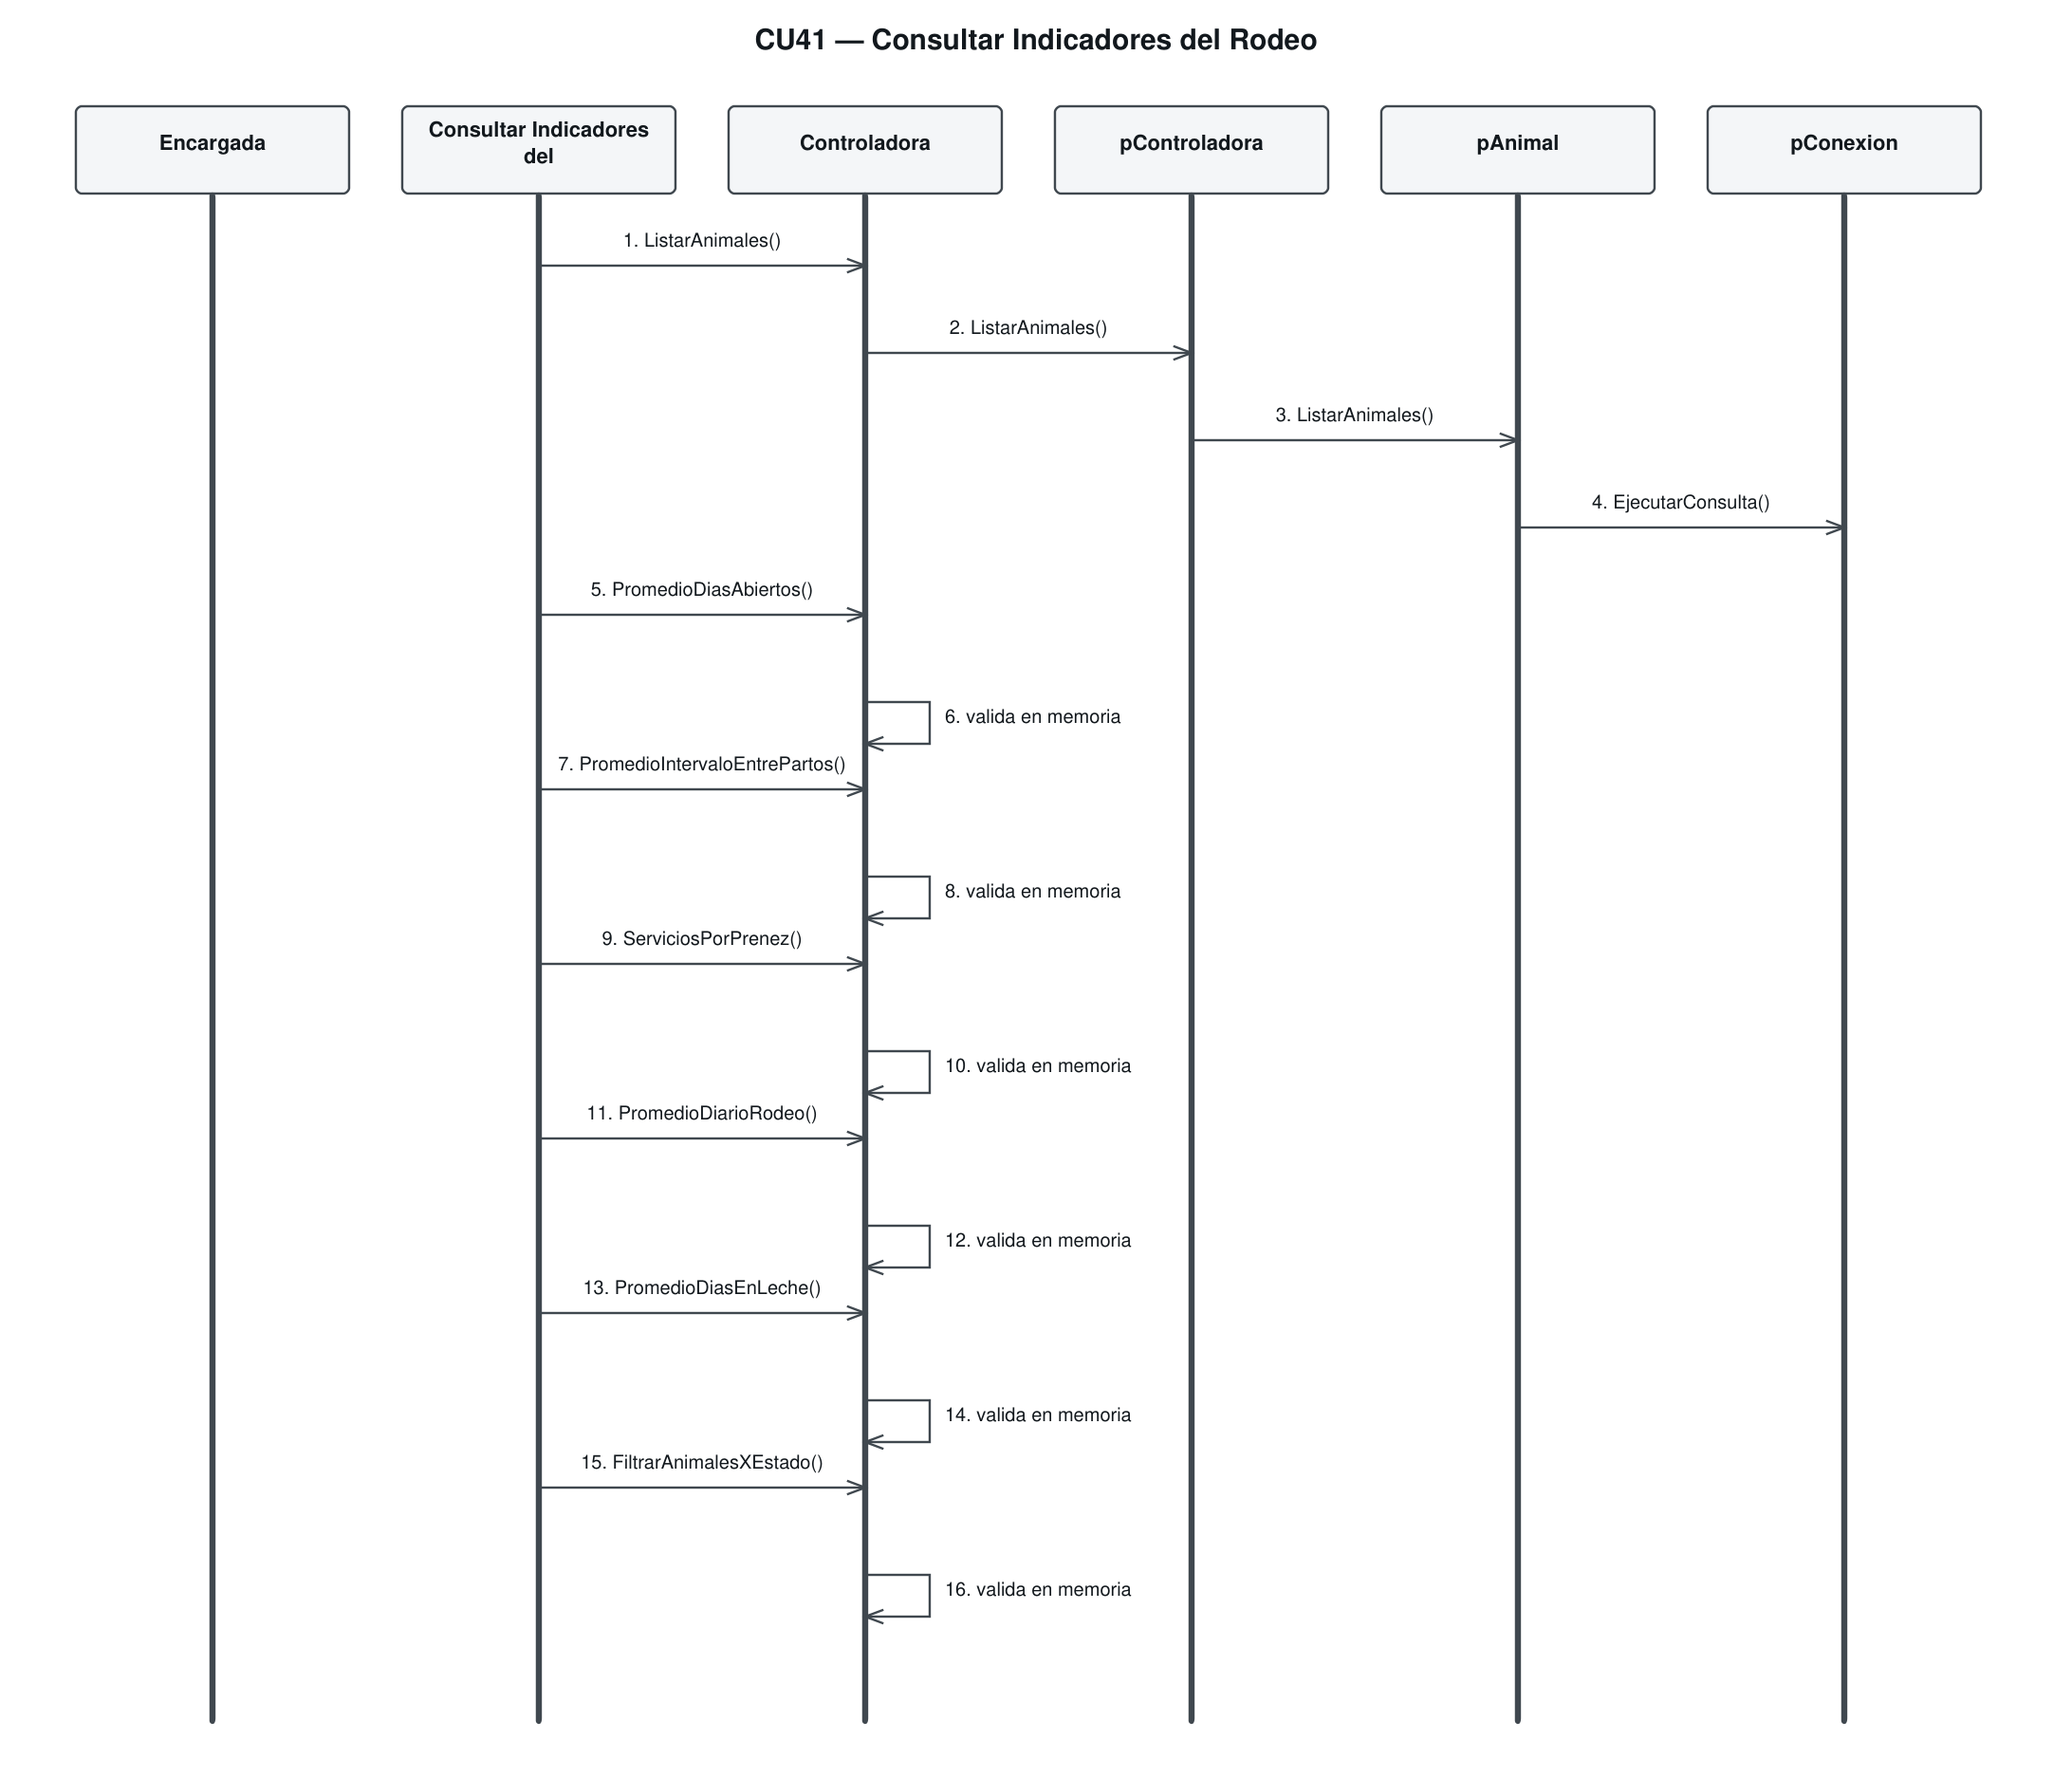 CU41 — Consultar Indicadores del Rodeo
Encargada
Consultar Indicadores
del
Controladora
pControladora
pAnimal
pConexion
1. ListarAnimales()
2. ListarAnimales()
3. ListarAnimales()
4. EjecutarConsulta()
5. PromedioDiasAbiertos()
6. valida en memoria
7. PromedioIntervaloEntrePartos()
8. valida en memoria
9. ServiciosPorPrenez()
10. valida en memoria
11. PromedioDiarioRodeo()
12. valida en memoria
13. PromedioDiasEnLeche()
14. valida en memoria
15. FiltrarAnimalesXEstado()
16. valida en memoria